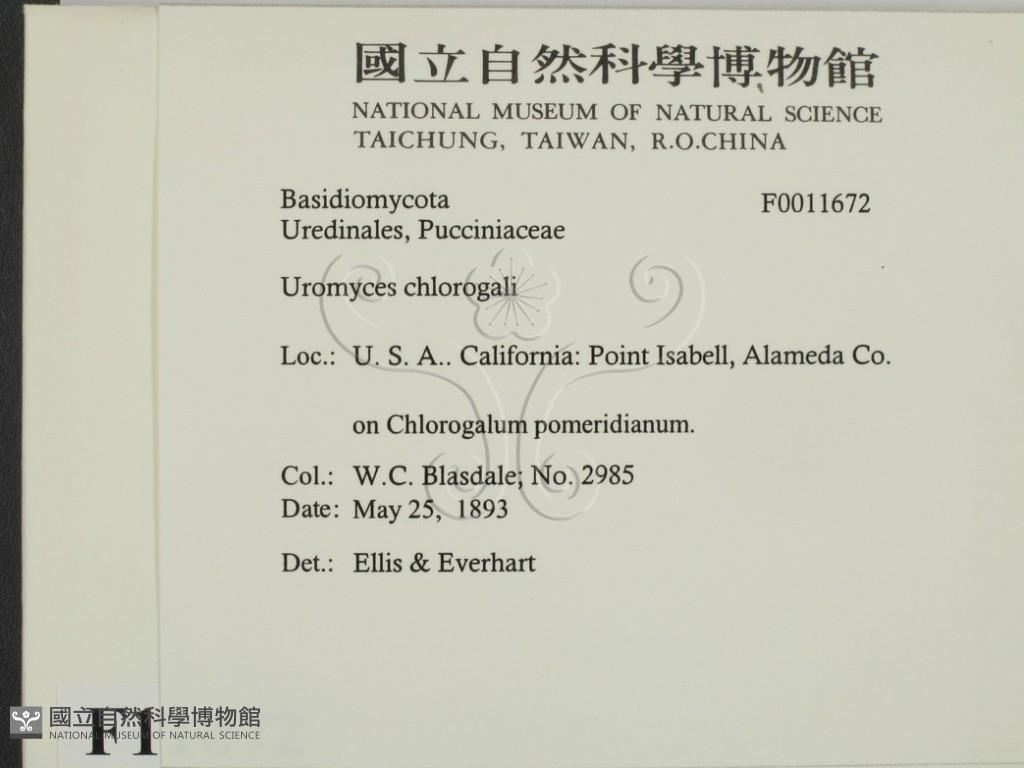 國立自然科學博物館
NATIONAL MUSEUM OF NATURAL SCIENCE
TAICHUNG, TAIWAN, R.O.CHINA
Basidiomycota F0011672
Uredinales, Pucciniaceae
Uromyces chlorogali
Loc.: U. S. A.. California: Point Isabell, Alameda Co.
on Chlorogalum pomeridianum.
Col.: W.C. Blasdale; No. 2985
Date: May 25, 1893
Det.: Ellis & Everhart
F1
國立自然科學博物館
NATIONAL MUSEUM OF NATURAL SCIENCE